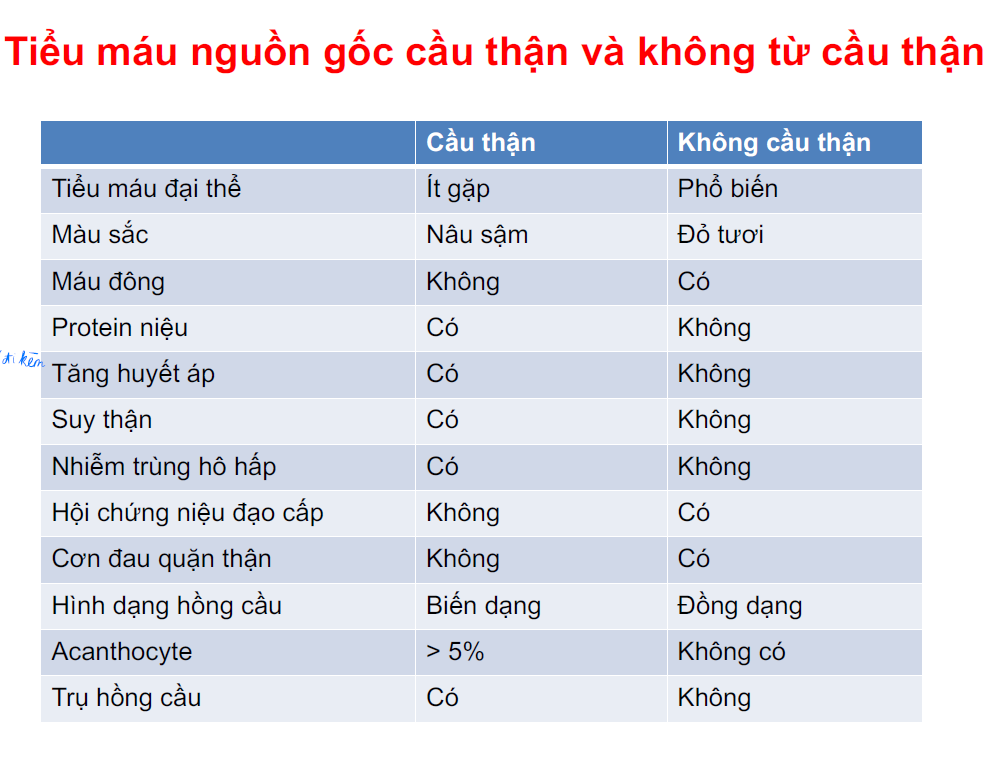 Tiểu máu nguồn gốc cầu thận và không từ cầu thận
Cầu thận Không cầu thận
Tiểu máu đại thể Ít gặp Phổ biến
Màu sắc Nâu sậm Đỏ tươi
Máu đông Không Có
Protein niệu Có Không
đi kèm
Tăng huyết áp Có Không
Suy thận Có Không
Nhiễm trùng hô hấp Có Không
Hội chứng niệu đạo cấp Không Có
Cơn đau quặn thận Không Có
Hình dạng hồng cầu Biến dạng Đồng dạng
Acanthocyte > 5% Không có
Trụ hồng cầu Có Không